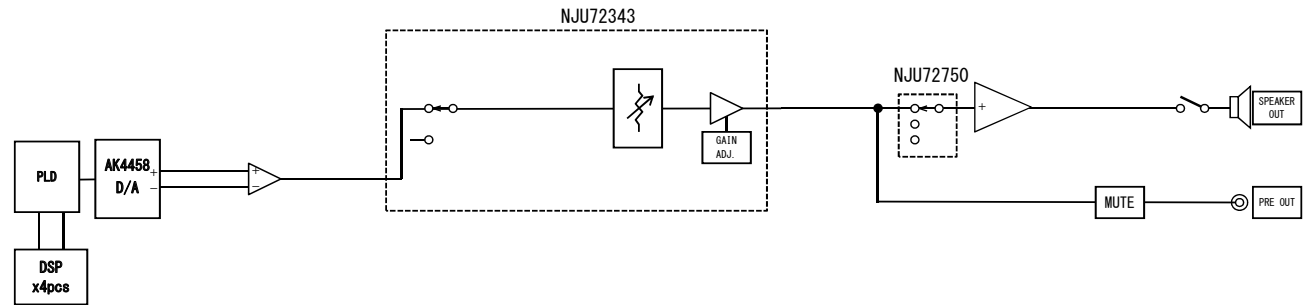 NJU72343
NJU72750
SPEAKER
OUT
+
GAIN
ADJ.
PLD
AK4458
D/A
+
−
+
−
MUTE
PRE OUT
DSP
x4pcs